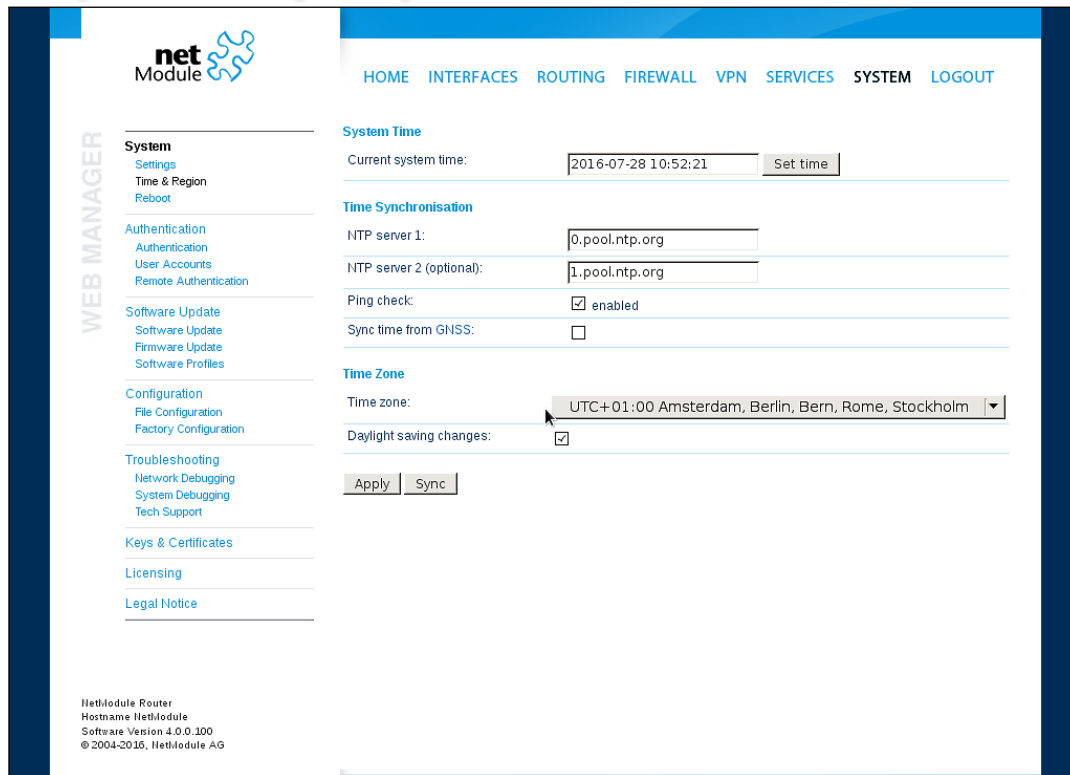 net
Module
HOME INTERFACES ROUTING FIREWALL VPN SERVICES SYSTEM LOGOUT
WEB MANAGER
System
Settings
Time & Region
Reboot
Authentication
Authentication
User Accounts
Remote Authentication
Software Update
Software Update
Firmware Update
Software Profiles
Configuration
File Configuration
Factory Configuration
Troubleshooting
Network Debugging
System Debugging
Tech Support
Keys & Certificates
Licensing
Legal Notice
System Time
Current system time: 2016-07-28 10:52:21 Set time
Time Synchronisation
NTP server 1: 0.pool.ntp.org
NTP server 2 (optional): 1.pool.ntp.org
Ping check: enabled
Sync time from GNSS:
Time Zone
Time zone: UTC+01:00 Amsterdam, Berlin, Bern, Rome, Stockholm
Daylight saving changes:
Apply Sync
NetModule Router
Hostname NetModule
Software Version 4.0.0.100
© 2004-2016, NetModule AG